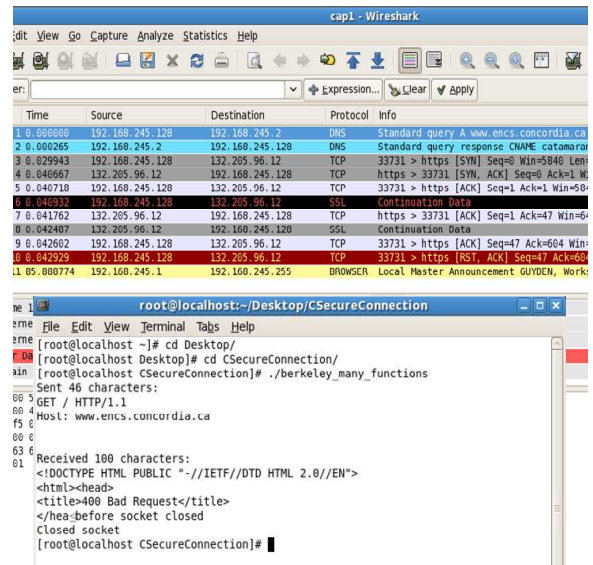 cap1 - Wireshark
dit View Go Capture Analyze Statistics Help
er: Expression... Clear Apply
Time Source Destination Protocol Info
1 0.000000 192.168.245.128 192.168.245.2 DNS Standard query A www.encs.concordia.ca
2 0.000265 192.168.245.2 192.168.245.128 DNS Standard query response CNAME catamaran
3 0.029943 192.168.245.128 132.205.96.12 TCP 33731 > https [SYN] Seq=0 Win=5840 Len=
4 0.040667 132.205.96.12 192.168.245.128 TCP https > 33731 [SYN, ACK] Seq=0 Ack=1 Wi
5 0.040718 192.168.245.128 132.205.96.12 TCP 33731 > https [ACK] Seq=1 Ack=1 Win=584
6 0.040932 192.168.245.128 132.205.96.12 SSL Continuation Data
7 0.041762 132.205.96.12 192.168.245.128 TCP https > 33731 [ACK] Seq=1 Ack=47 Win=6
8 0.042487 132.205.96.12 192.168.245.128 SSL Continuation Data
9 0.042602 192.168.245.128 132.205.96.12 TCP 33731 > https [ACK] Seq=47 Ack=604 Win=
0 0.042929 192.168.245.128 132.205.96.12 TCP 33731 > https [RST, ACK] Seq=47 Ack=60
11 85.080774 192.168.245.1 192.168.245.255 BROWSER Local Master Announcement GUYDEN, Works
root@localhost:~/Desktop/CSecureConnection
File Edit View Terminal Tabs Help
[root@localhost ~]# cd Desktop/
[root@localhost Desktop]# cd CSecureConnection/
[root@localhost CSecureConnection]# ./berkeley_many_functions
Sent 46 characters:
GET / HTTP/1.1
Host: www.encs.concordia.ca
Received 100 characters:
<!DOCTYPE HTML PUBLIC "-//IETF//DTD HTML 2.0//EN">
<html><head>
<title>400 Bad Request</title>
</hea<before socket closed
Closed socket
[root@localhost CSecureConnection]#